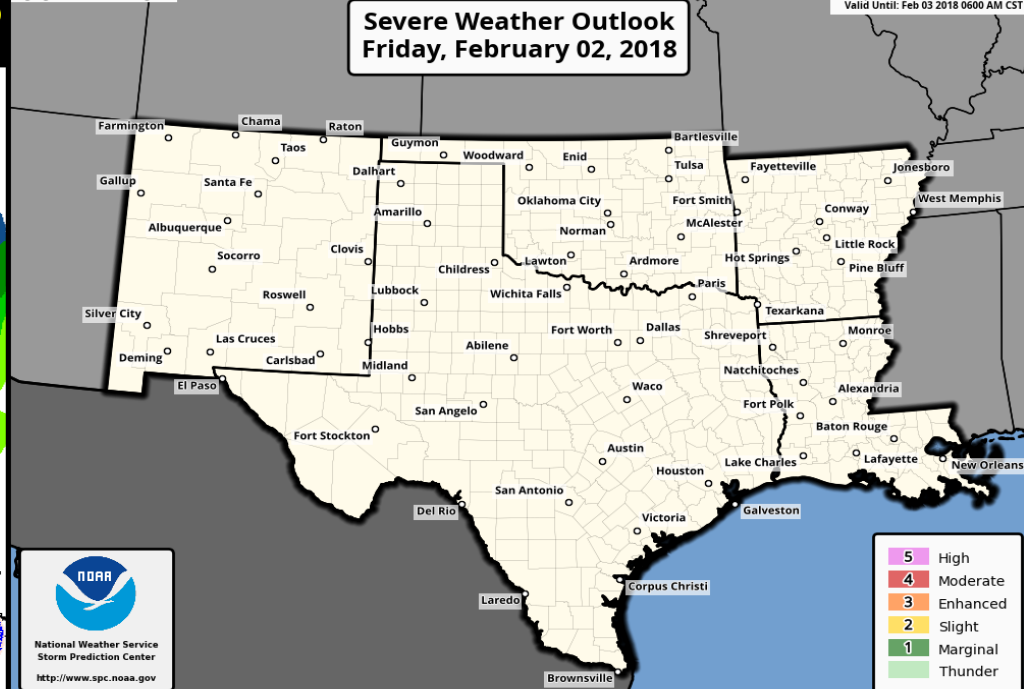 Valid Until: Feb 03 2018 0600 AM CST
Severe Weather Outlook
Friday, February 02, 2018
Farmington
Chama
Raton
Taos
Gallup
Santa Fe
Albuquerque
Socorro
Clovis
Roswell
Silver City
Las Cruces
Deming
Carlsbad
Hobbs
El Paso
Guymon
Woodward
Enid
Bartlesville
Tulsa
Dalhart
Amarillo
Oklahoma City
Norman
Fort Smith
McAlester
Childress
Lawton
Ardmore
Lubbock
Wichita Falls
Paris
Fayetteville
Jonesboro
West Memphis
Conway
Little Rock
Hot Springs
Pine Bluff
Texarkana
Abilene
Fort Worth
Dallas
Shreveport
Monroe
Midland
Natchitoches
Waco
Alexandria
San Angelo
Fort Polk
Fort Stockton
Baton Rouge
Austin
Lake Charles
Lafayette
New Orleans
Houston
San Antonio
Del Rio
Galveston
Victoria
Corpus Christi
Laredo
Brownsville
NOAA
National Weather Service
Storm Prediction Center
http://www.spc.noaa.gov
5 High
4 Moderate
3 Enhanced
2 Slight
1 Marginal
Thunder